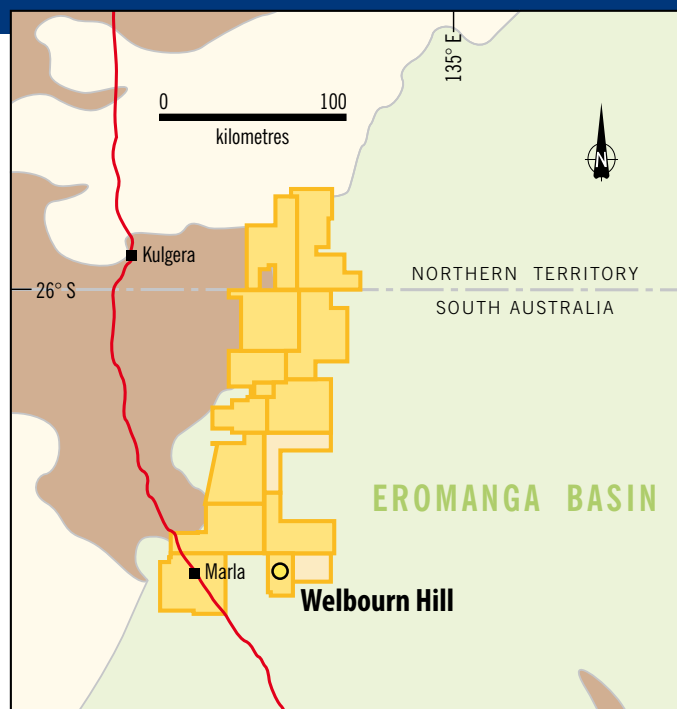 135° E
0 100
kilometres
N
Kulgera
26° S
NORTHERN TERRITORY
SOUTH AUSTRALIA
EROMANGA BASIN
Marla
Welbourn Hill